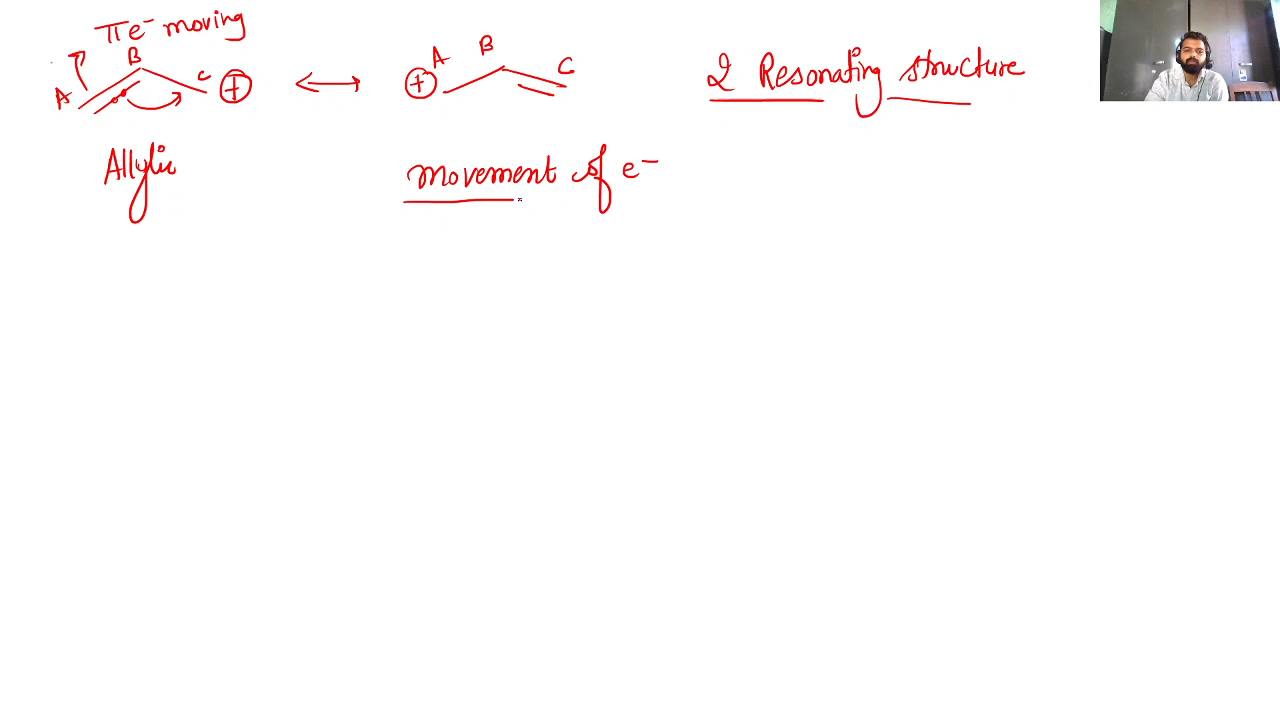 πe⁻ moving
A B C ⊕ ⟷ ⊕ A B C 2 Resonating structure
Allylic movement of e⁻